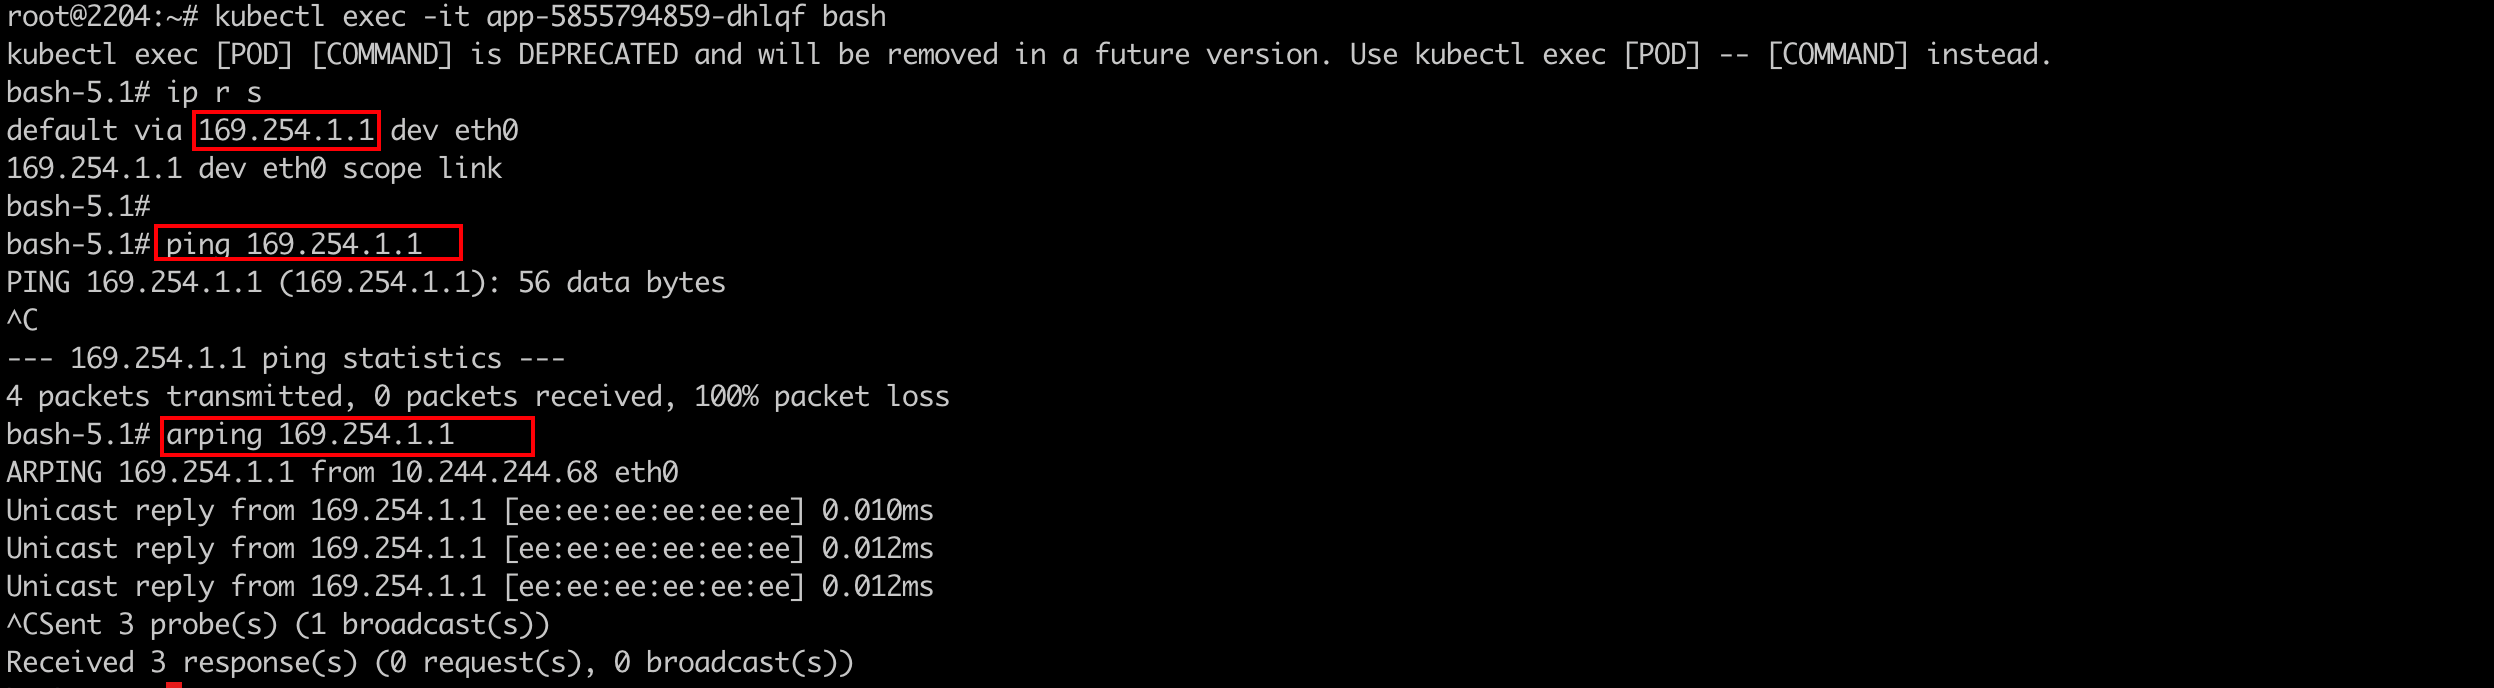 root@2204:~# kubectl exec -it app-5855794859-dhlqf bash
kubectl exec [POD] [COMMAND] is DEPRECATED and will be removed in a future version. Use kubectl exec [POD] -- [COMMAND] instead.
bash-5.1# ip r s
default via 169.254.1.1 dev eth0
169.254.1.1 dev eth0 scope link
bash-5.1#
bash-5.1# ping 169.254.1.1
PING 169.254.1.1 (169.254.1.1): 56 data bytes
^C
--- 169.254.1.1 ping statistics ---
4 packets transmitted, 0 packets received, 100% packet loss
bash-5.1# arping 169.254.1.1
ARPING 169.254.1.1 from 10.244.244.68 eth0
Unicast reply from 169.254.1.1 [ee:ee:ee:ee:ee:ee] 0.010ms
Unicast reply from 169.254.1.1 [ee:ee:ee:ee:ee:ee] 0.012ms
Unicast reply from 169.254.1.1 [ee:ee:ee:ee:ee:ee] 0.012ms
^CSent 3 probe(s) (1 broadcast(s))
Received 3 response(s) (0 request(s), 0 broadcast(s))